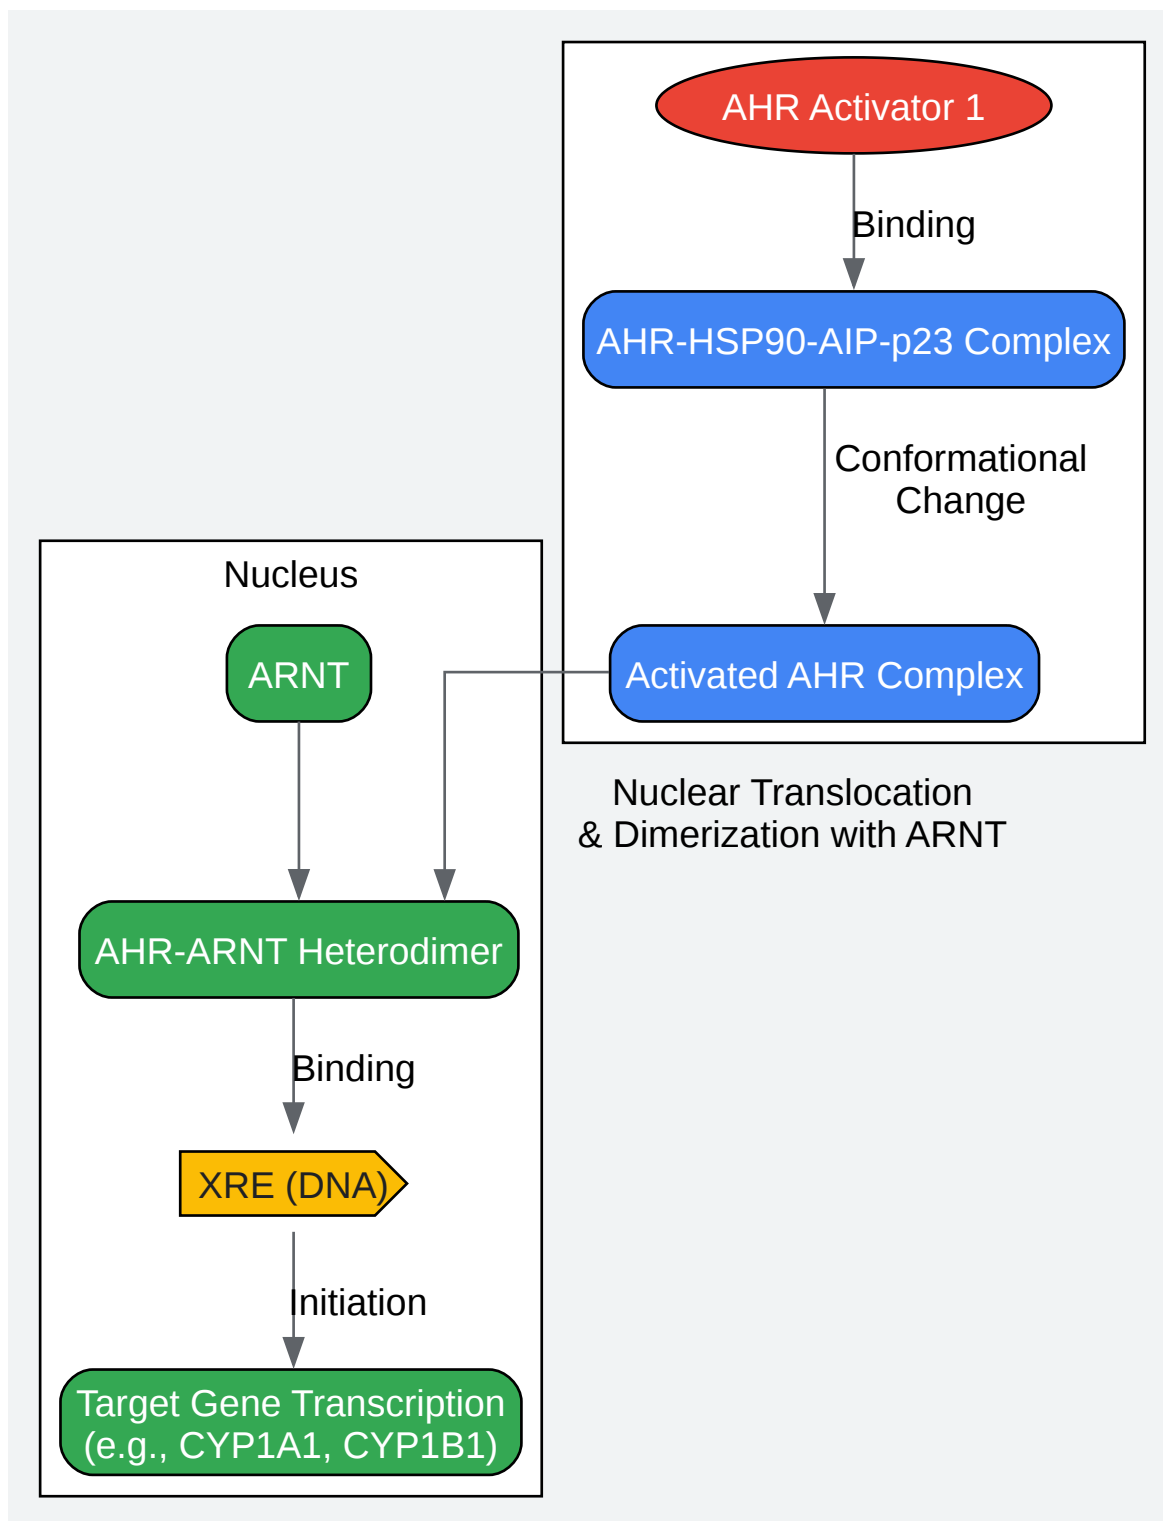 AHR Activator 1
Binding
AHR-HSP90-AIP-p23 Complex
Conformational
Change
Activated AHR Complex
Nuclear Translocation
& Dimerization with ARNT
Nucleus
ARNT
AHR-ARNT Heterodimer
Binding
XRE (DNA)
Initiation
Target Gene Transcription
(e.g., CYP1A1, CYP1B1)